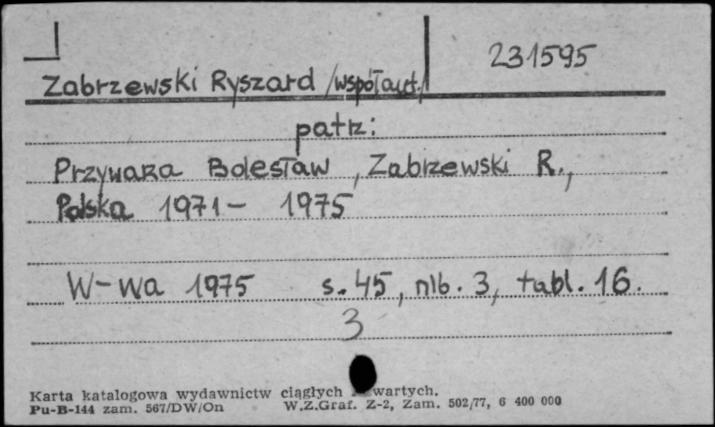 231595
Zabrzewski Ryszard /współaut./
patrz:
Przywara Bolesław, Zabrzewski R.,
Polska 1971 - 1975
W-wa 1975 s. 45, nlb. 3, tabl. 16.
3
Karta katalogowa wydawnictw ciągłych wartych.
Pu-B-144 zam. 567/DW/On W.Z.Graf. Z-2, Zam. 502/77, 6 400 000